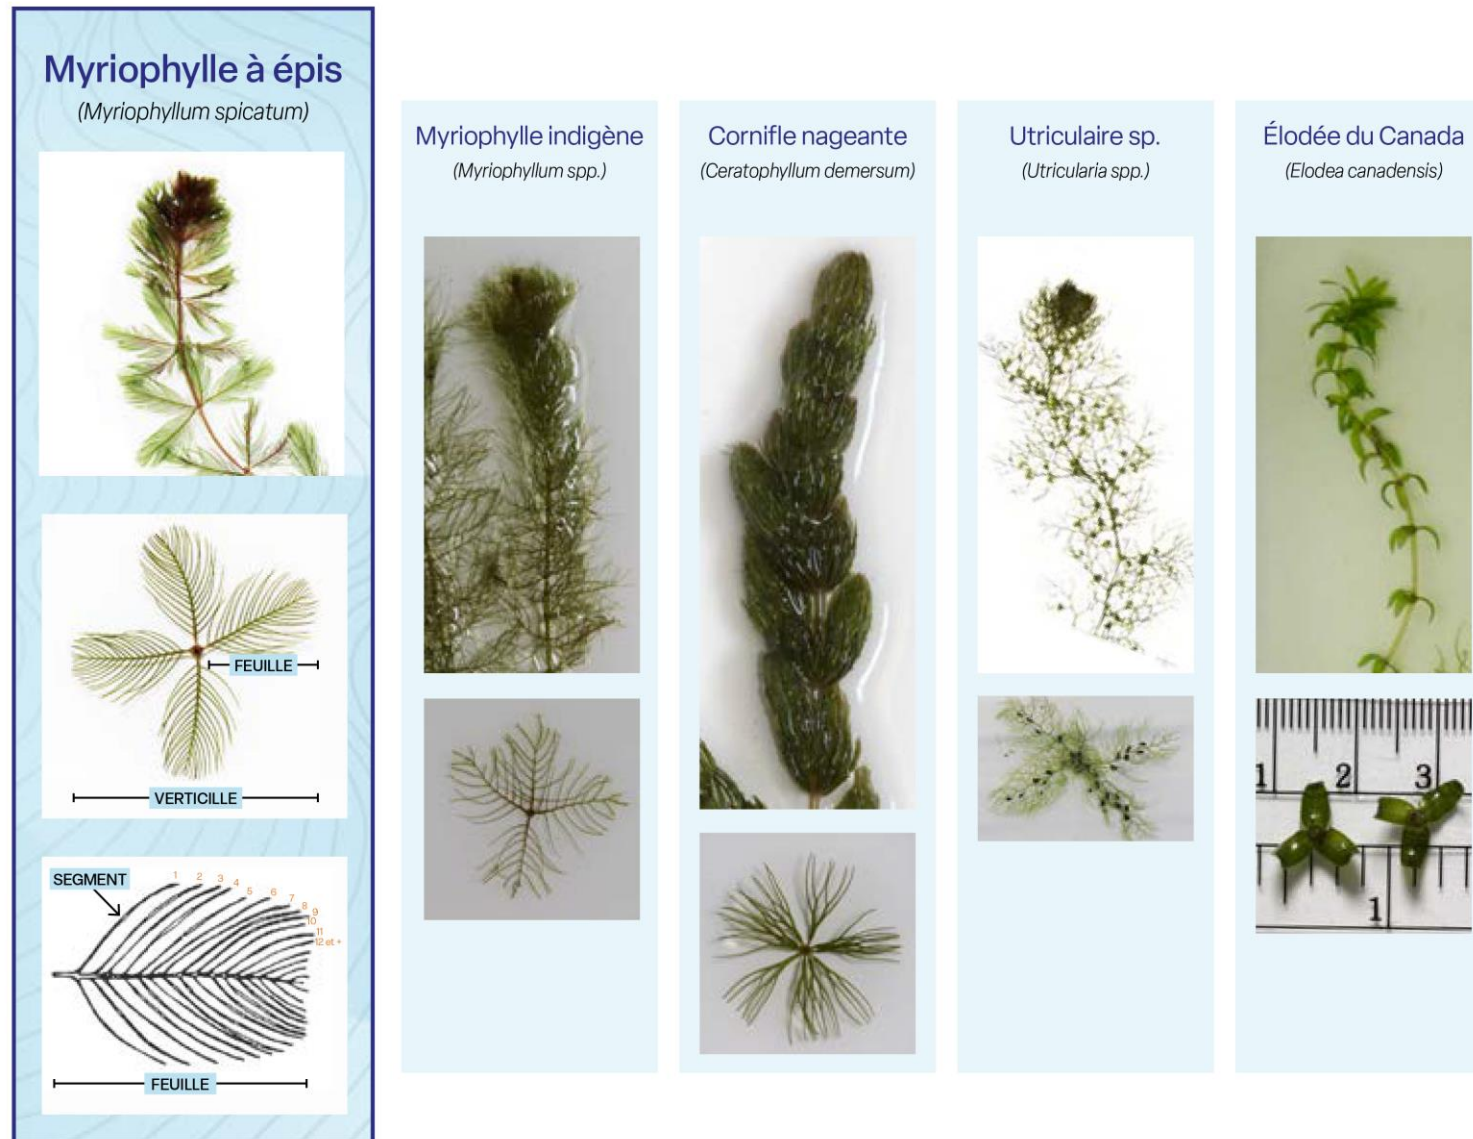 Myriophylle à épis
(Myriophyllum spicatum)
FEUILLE
VERTICILLE
SEGMENT
1
2
3
4
5
6
7
8
9
10
11
12 et +
FEUILLE
Myriophylle indigène
(Myriophyllum spp.)
Cornifle nageante
(Ceratophyllum demersum)
Utriculaire sp.
(Utricularia spp.)
Élodée du Canada
(Elodea canadensis)
1 2 3
1